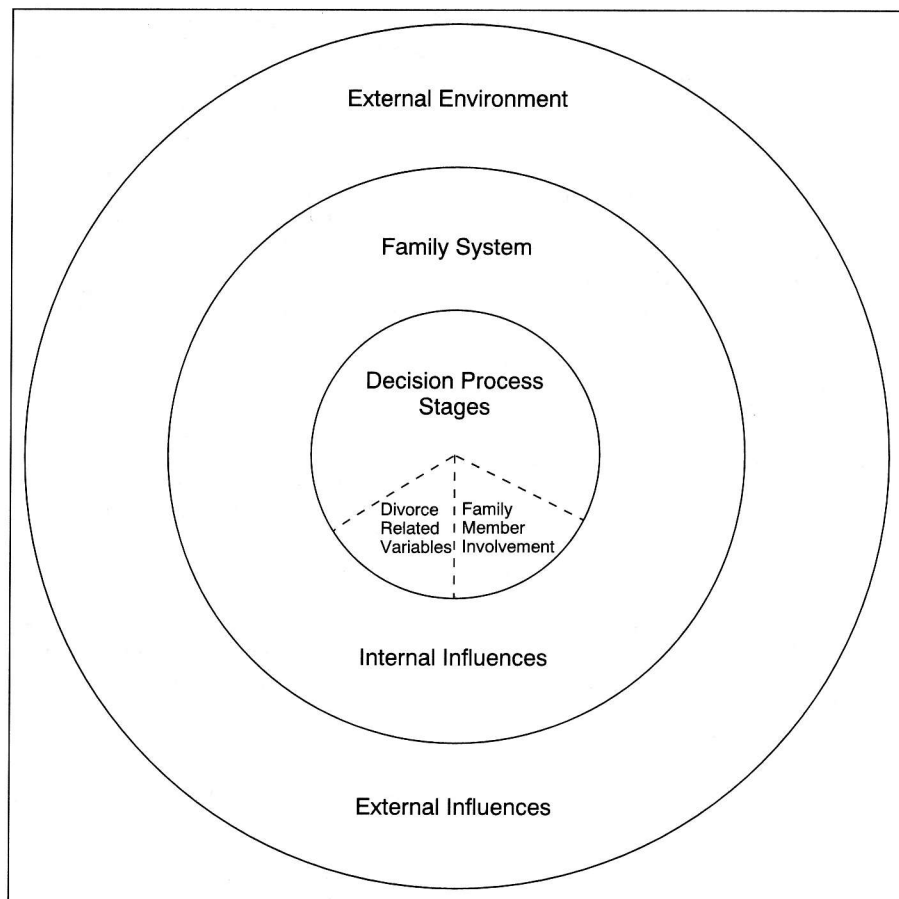 External Environment
Family System
Decision Process
Stages
Divorce
Related
Variables
Family
Member
Involvement
Internal Influences
External Influences